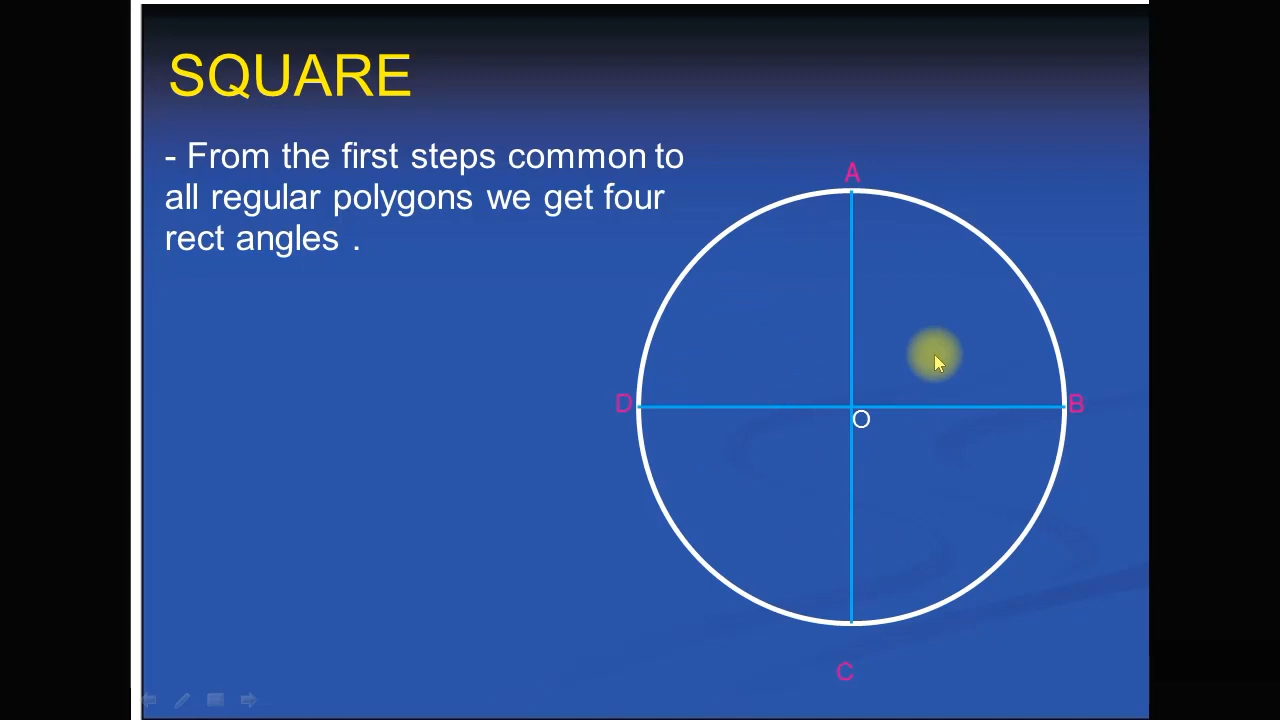 SQUARE
- From the first steps common to
all regular polygons we get four
rect angles .
A
D
B
O
C